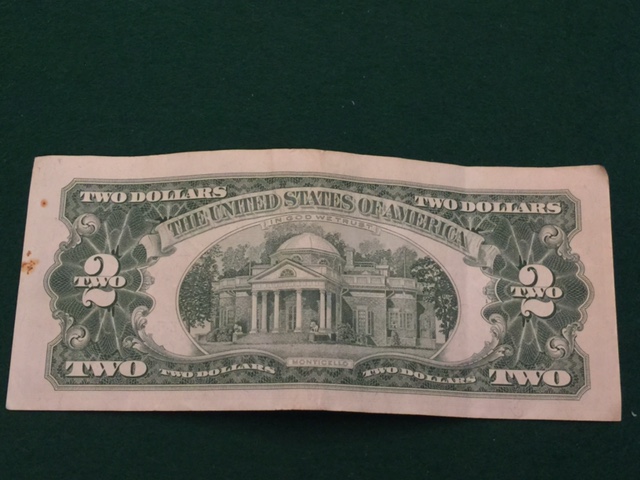 TWO DOLLARS
TWO DOLLARS
THE UNITED STATES OF AMERICA
IN GOD WE TRUST
2
TWO
2
TWO
MONTICELLO
TWO
TWO DOLLARS
TWO DOLLARS
TWO